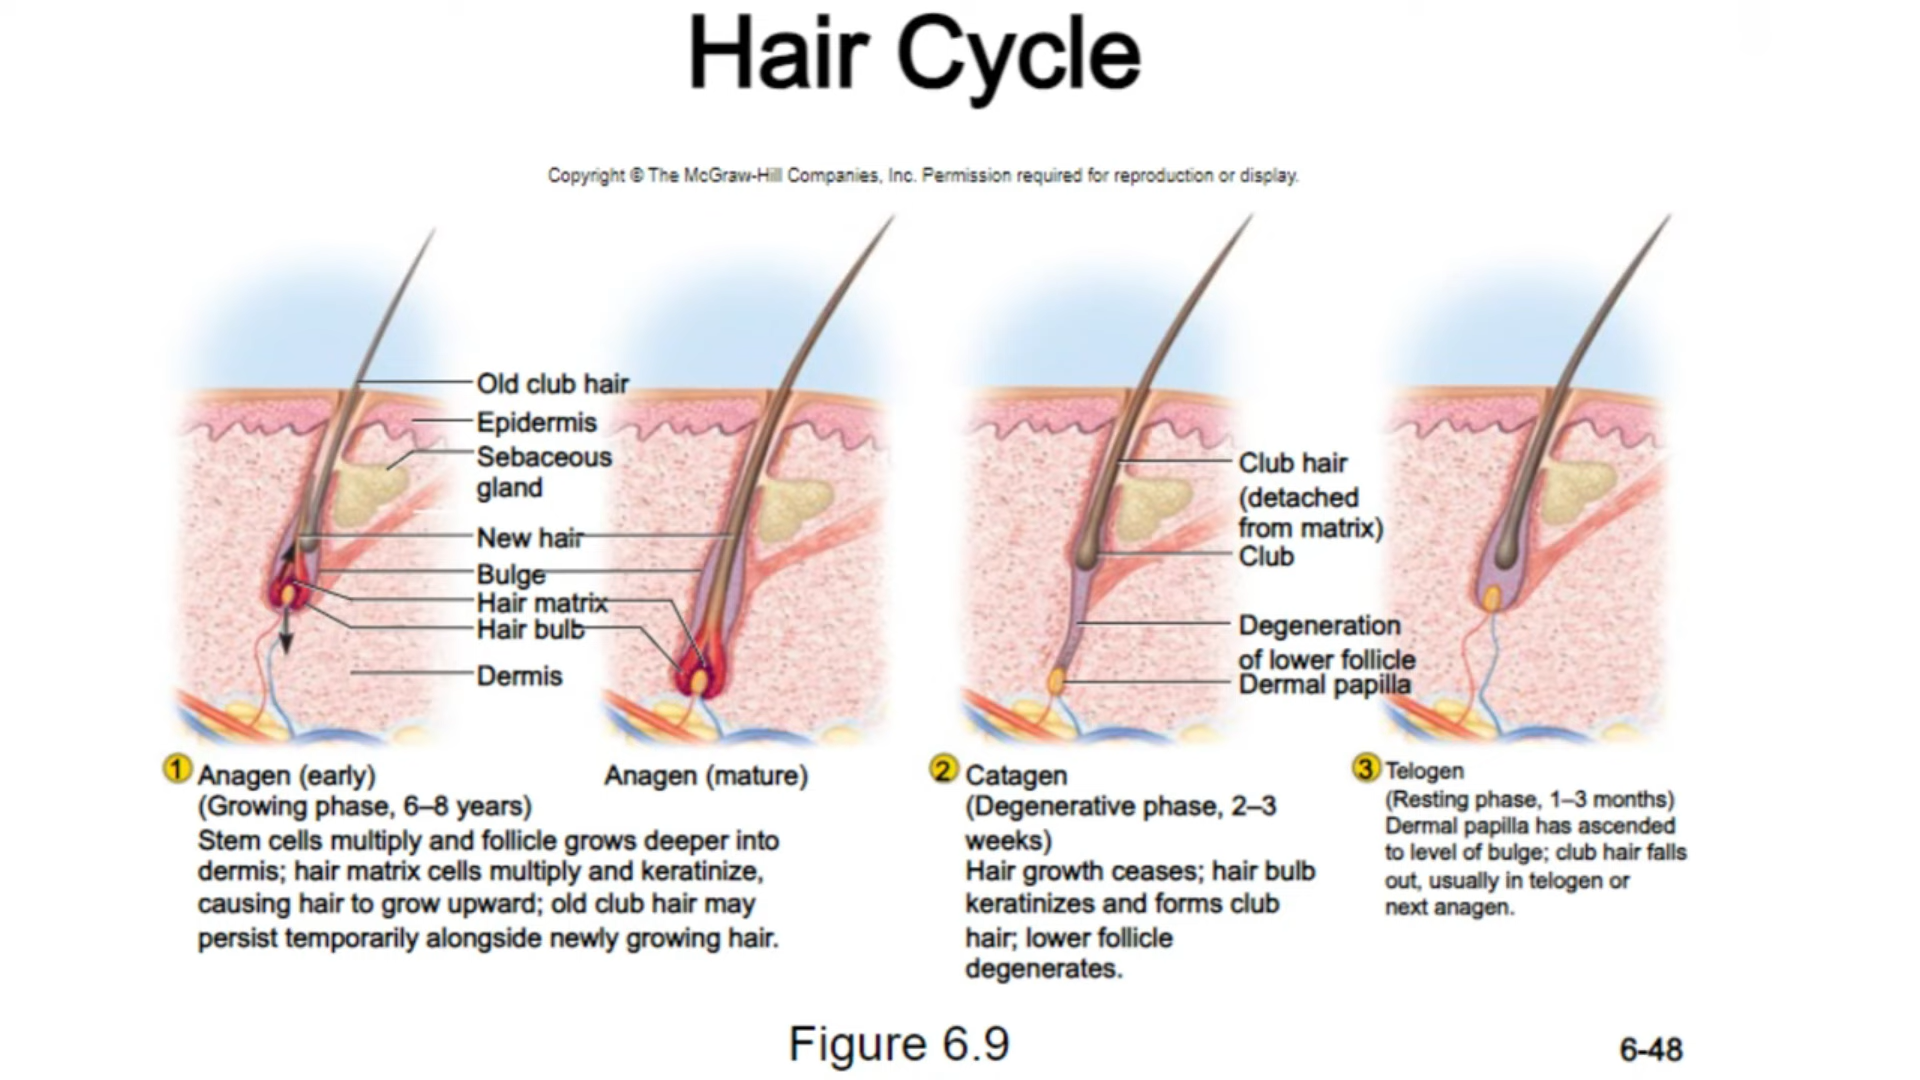 Hair Cycle
Copyright © The McGraw-Hill Companies, Inc. Permission required for reproduction or display.
Old club hair
Epidermis
Sebaceous
gland
New hair
Bulge
Hair matrix
Hair bulb
Dermis
Club hair
(detached
from matrix)
Club
Degeneration
of lower follicle
Dermal papilla
1 Anagen (early)
(Growing phase, 6–8 years)
Stem cells multiply and follicle grows deeper into
dermis; hair matrix cells multiply and keratinize,
causing hair to grow upward; old club hair may
persist temporarily alongside newly growing hair.
Anagen (mature)
2 Catagen
(Degenerative phase, 2–3
weeks)
Hair growth ceases; hair bulb
keratinizes and forms club
hair; lower follicle
degenerates.
3 Telogen
(Resting phase, 1–3 months)
Dermal papilla has ascended
to level of bulge; club hair falls
out, usually in telogen or
next anagen.
Figure 6.9
6-48